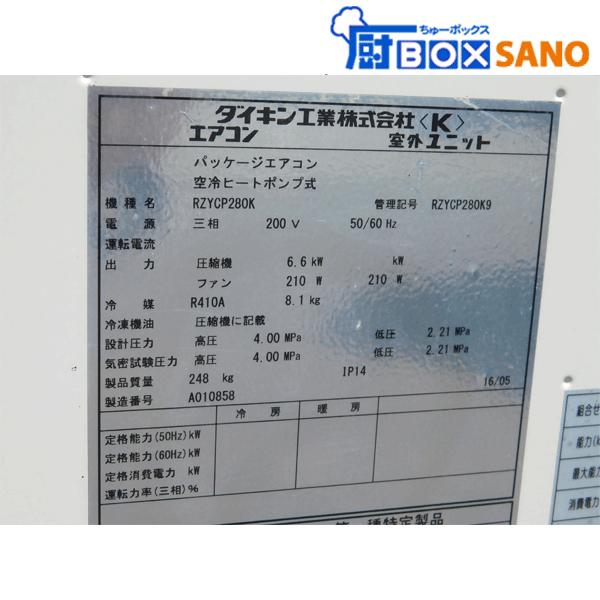 ちゅーボックス
厨BOX SANO
ダイキン工業株式会社〈K〉
エアコン 室外ユニット
パッケージエアコン
空冷ヒートポンプ式
機種名 RZYCP280K 管理記号 RZYCP280K9
電源 三相 200 V 50/60 Hz
運転電流
出力 圧縮機 6.6 kW kW
ファン 210 W 210 W
冷媒 R410A 8.1 kg
冷凍機油 圧縮機に記載
設計圧力 高圧 4.00 MPa 低圧 2.21 MPa
気密試験圧力 高圧 4.00 MPa 低圧 2.21 MPa
製品質量 248 kg IP14 16/05
製造番号 A010858
冷房 暖房
定格能力(50Hz)kW
定格能力(60Hz)kW
定格消費電力 kW
運転力率(三相)%
第一種特定製品
組合せ
能力(k
最大能力
消費電力